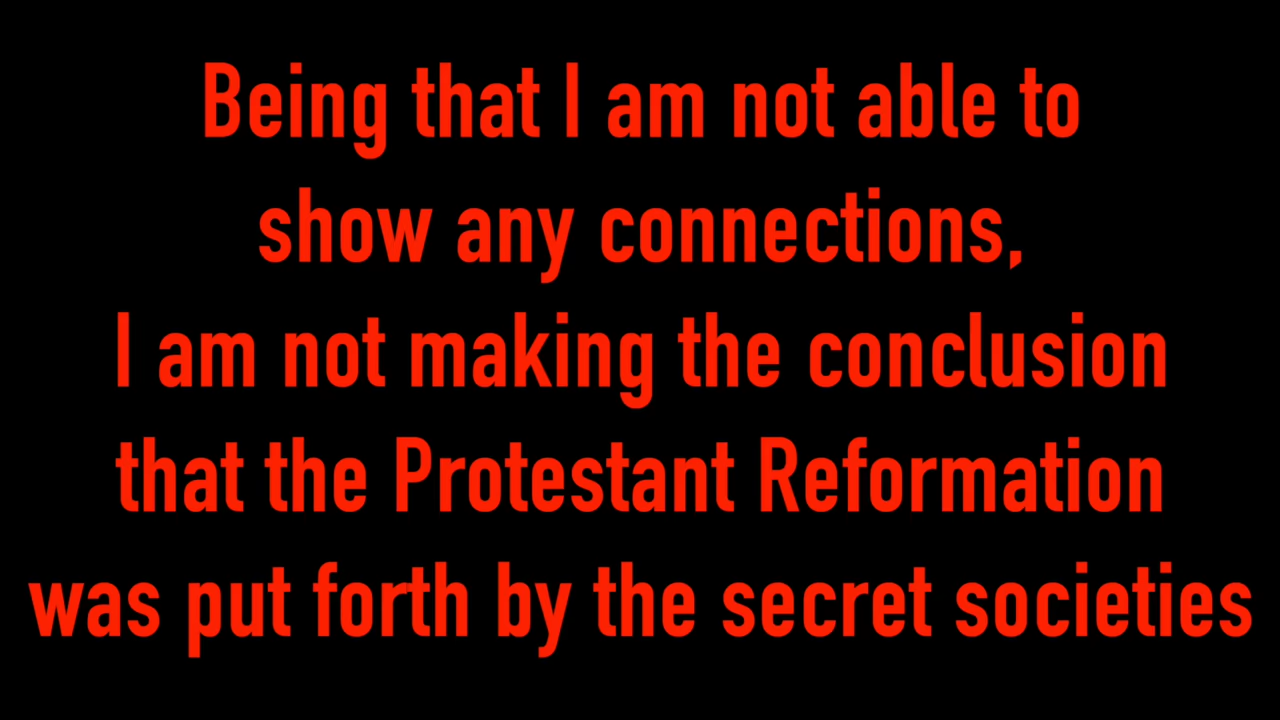 Being that I am not able to
show any connections,
I am not making the conclusion
that the Protestant Reformation
was put forth by the secret societies